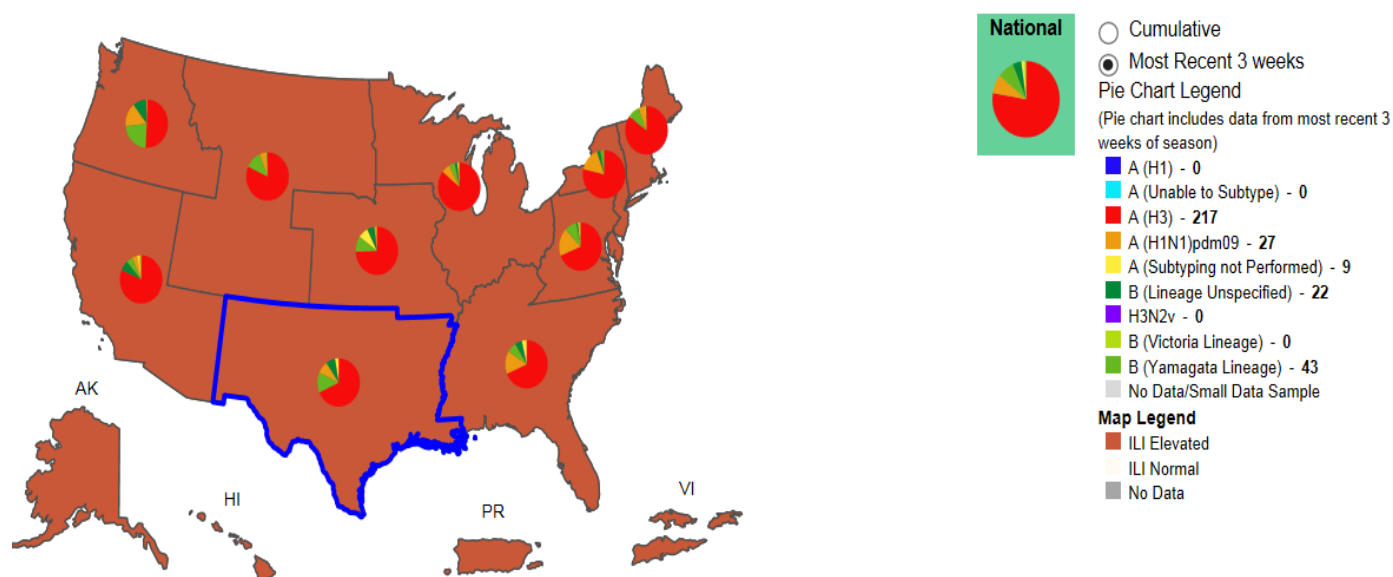 National
Cumulative
Most Recent 3 weeks
Pie Chart Legend
(Pie chart includes data from most recent 3
weeks of season)
A (H1) - 0
A (Unable to Subtype) - 0
A (H3) - 217
A (H1N1)pdm09 - 27
A (Subtyping not Performed) - 9
B (Lineage Unspecified) - 22
H3N2v - 0
B (Victoria Lineage) - 0
B (Yamagata Lineage) - 43
No Data/Small Data Sample
Map Legend
ILI Elevated
ILI Normal
No Data
AK
HI
PR
VI